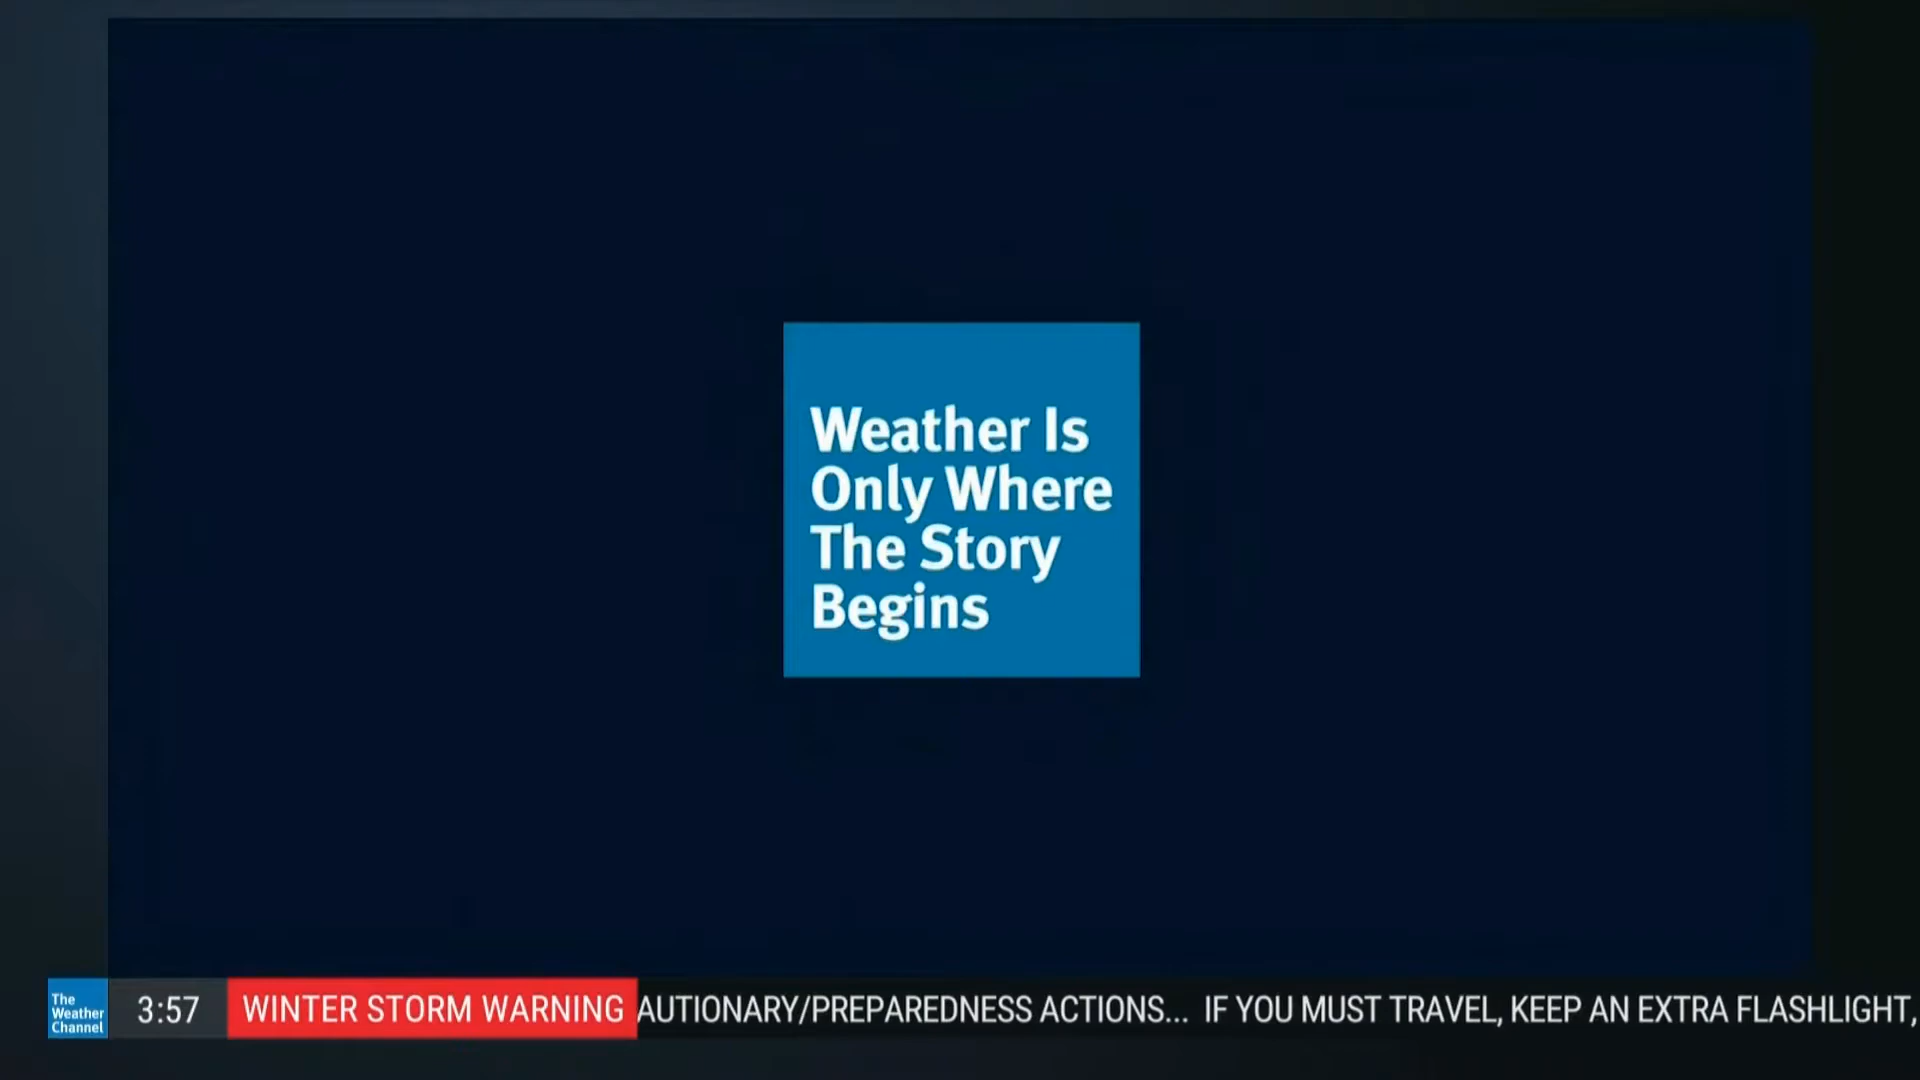 Weather Is
Only Where
The Story
Begins
The
Weather
Channel
3:57
WINTER STORM WARNING
AUTIONARY/PREPAREDNESS ACTIONS... IF YOU MUST TRAVEL, KEEP AN EXTRA FLASHLIGHT,